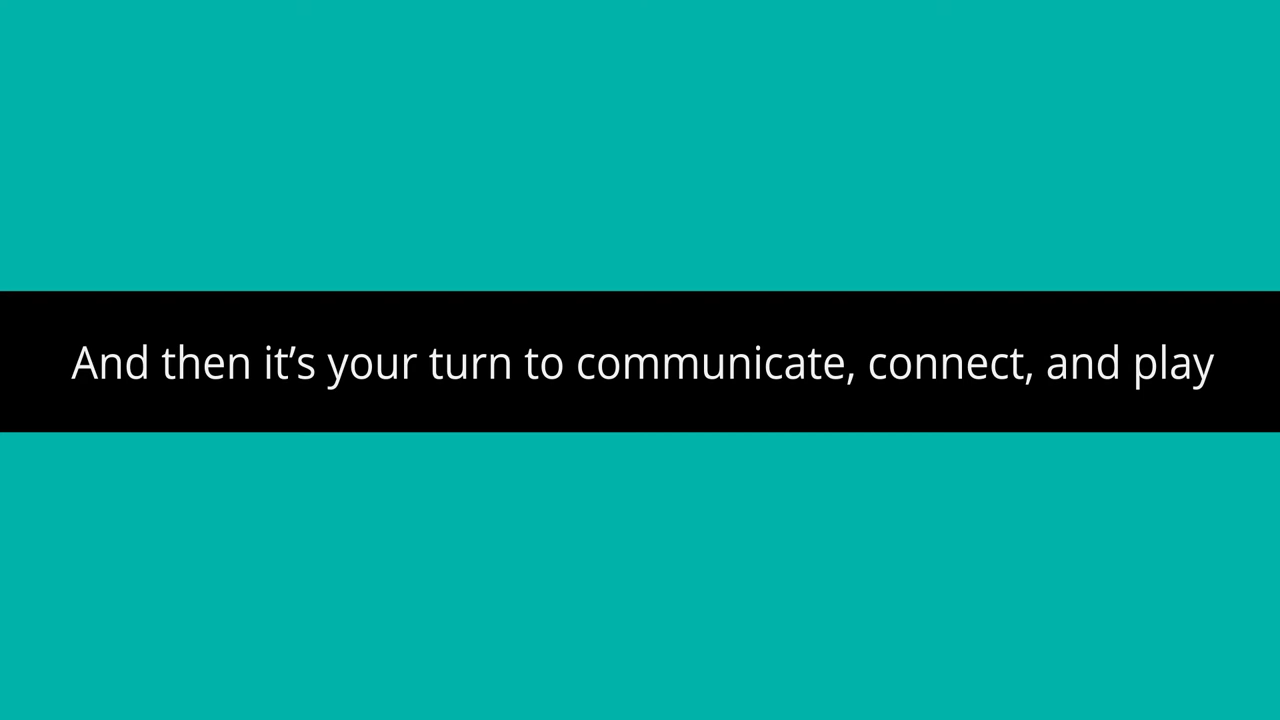 And then it’s your turn to communicate, connect, and play